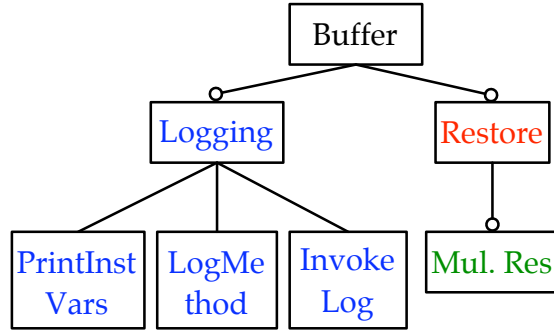 Buffer
Logging
Restore
PrintInst
Vars
LogMe
thod
Invoke
Log
Mul. Res